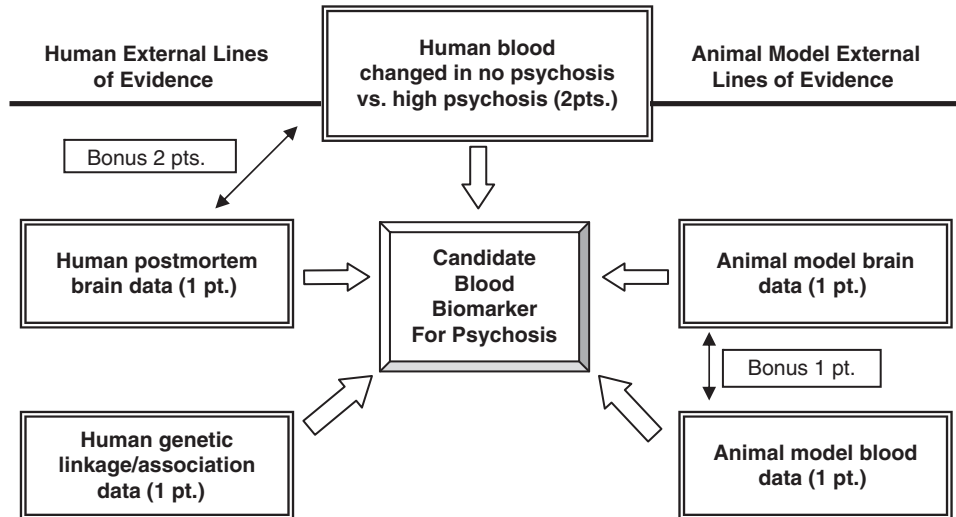 Human External Lines
of Evidence
Human blood
changed in no psychosis
vs. high psychosis (2pts.)
Animal Model External
Lines of Evidence
Bonus 2 pts.
Human postmortem
brain data (1 pt.)
Candidate
Blood
Biomarker
For Psychosis
Animal model brain
data (1 pt.)
Bonus 1 pt.
Human genetic
linkage/association
data (1 pt.)
Animal model blood
data (1 pt.)